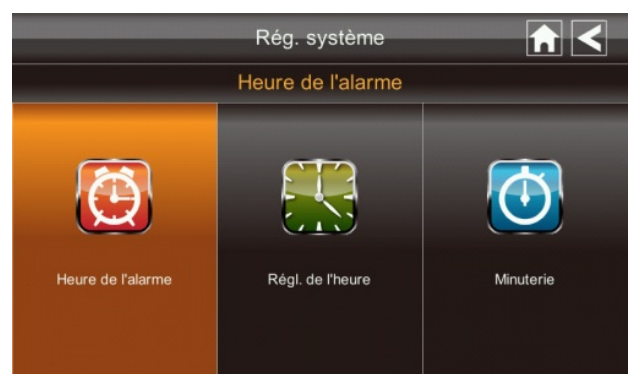 Rég. système
Heure de l'alarme
Heure de l'alarme
Régl. de l'heure
Minuterie